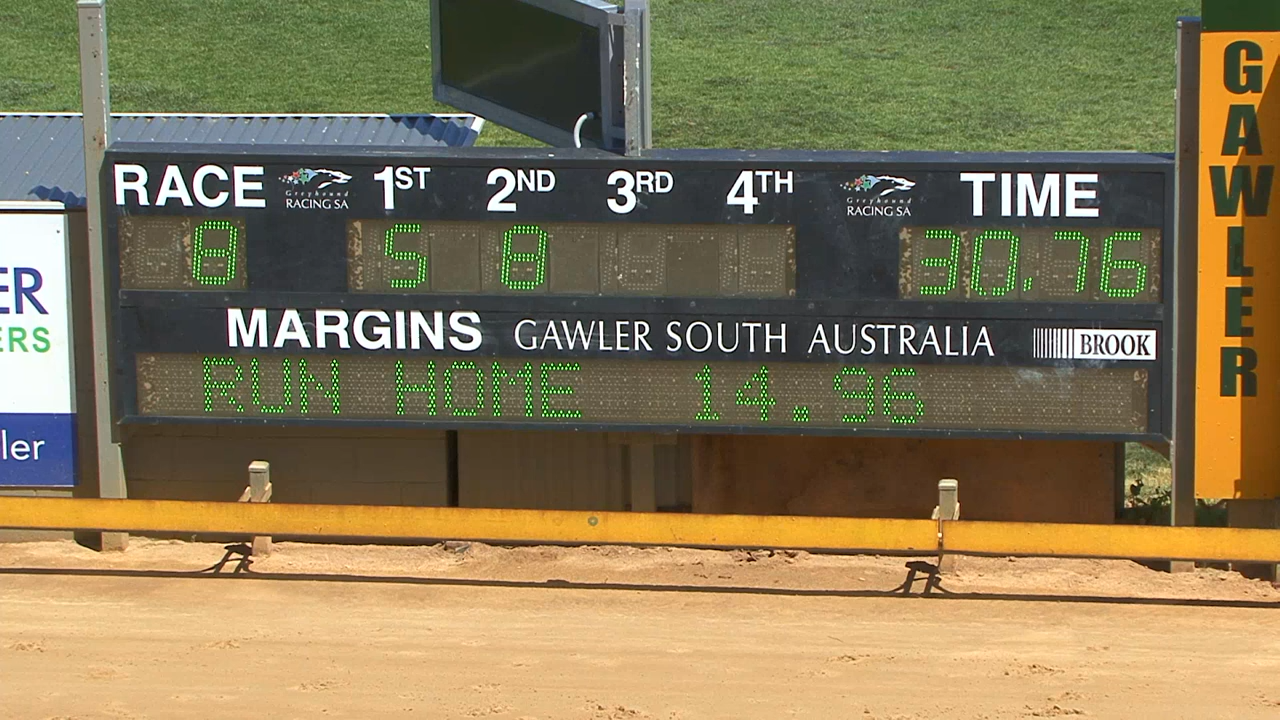 RACE 1ST 2ND 3RD 4TH TIME
Greyhound RACING SA
Greyhound RACING SA
8 5 8 30.76
MARGINS GAWLER SOUTH AUSTRALIA BROOK
RUN HOME 14.96
GAWLER
ER
ERS
ler